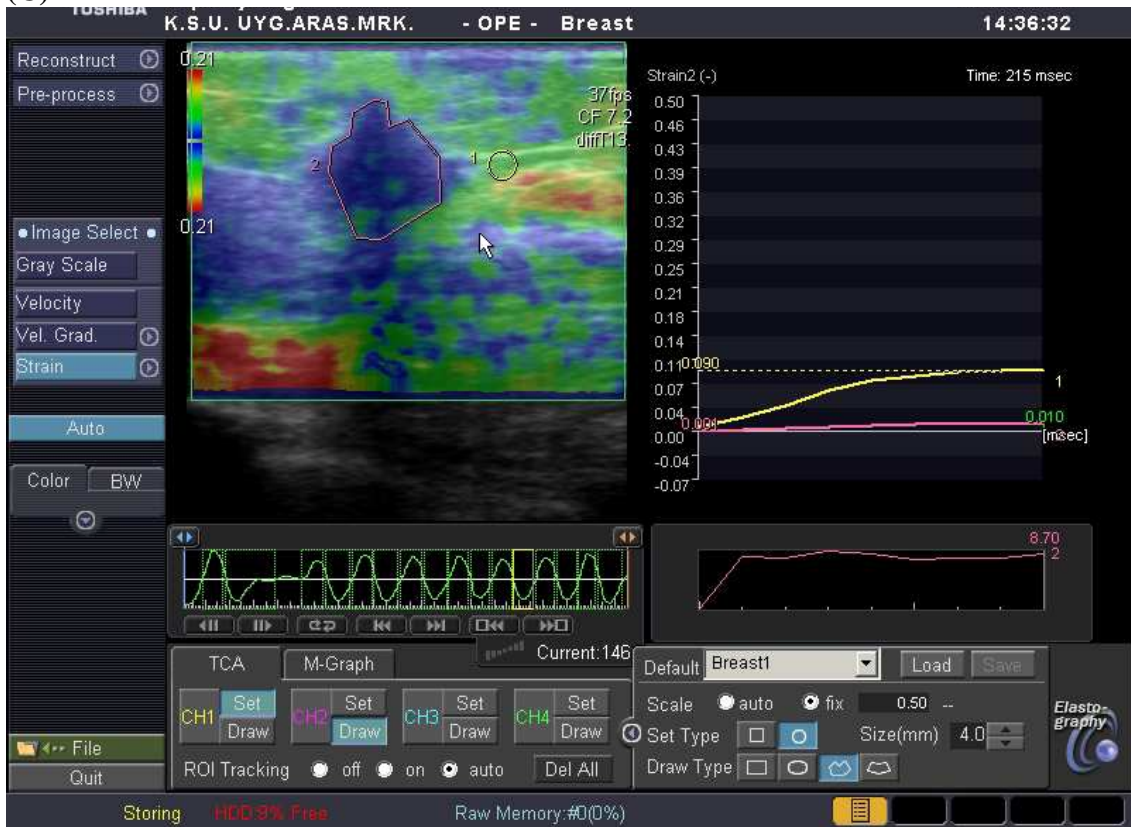 TOSHIBA
K.S.U. UYG.ARAS.MRK. - OPE - Breast 14:36:32
Reconstruct
Pre-process
Image Select
Gray Scale
Velocity
Vel. Grad.
Strain
Auto
Color BW
File
Quit
0.21
37fps
CF 7.2
diffT13.
2
1
0.21
Strain2 (-) Time: 215 msec
0.50
0.46
0.43
0.39
0.36
0.32
0.29
0.25
0.21
0.18
0.14
0.11 0.090
0.07 1
0.04 0.001 0.010
0.00 [msec]
-0.04
-0.07
8.70
2
Current:146
TCA M-Graph
CH1 Set Draw
CH2 Set Draw
CH3 Set Draw
CH4 Set Draw
ROI Tracking off on auto Del All
Default Breast1 Load Save
Scale auto fix 0.50 --
Set Type Size(mm) 4.0
Draw Type
Elasto-
graphy
Storing HDD:9% Free Raw Memory:#0(0%)